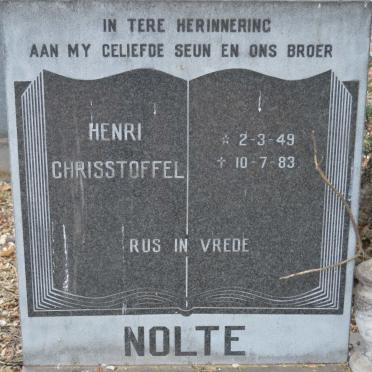 IN TERE HERINNERING
AAN MY GELIEFDE SEUN EN ONS BROER
HENRI
CHRISSTOFFEL
☆ 2-3-49
✝ 10-7-83
RUS IN VREDE
NOLTE